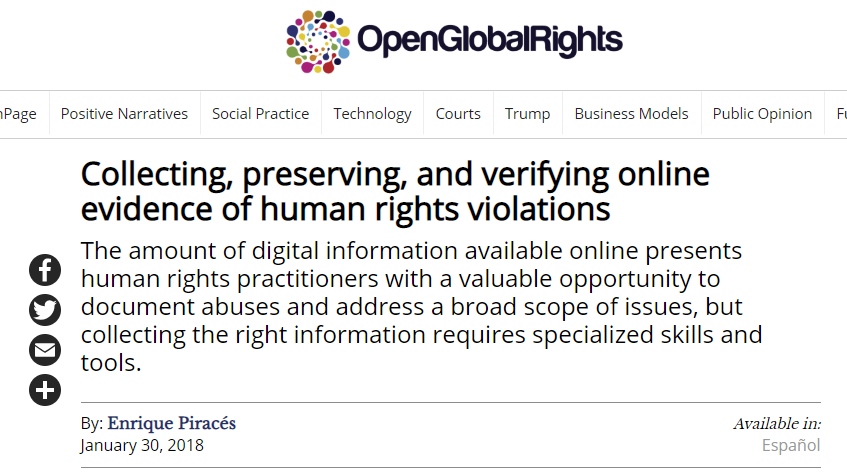 OpenGlobalRights
nPage Positive Narratives Social Practice Technology Courts Trump Business Models Public Opinion Fu
Collecting, preserving, and verifying online
evidence of human rights violations
The amount of digital information available online presents
human rights practitioners with a valuable opportunity to
document abuses and address a broad scope of issues, but
collecting the right information requires specialized skills and
tools.
By: Enrique Piracés
Available in:
January 30, 2018
Español